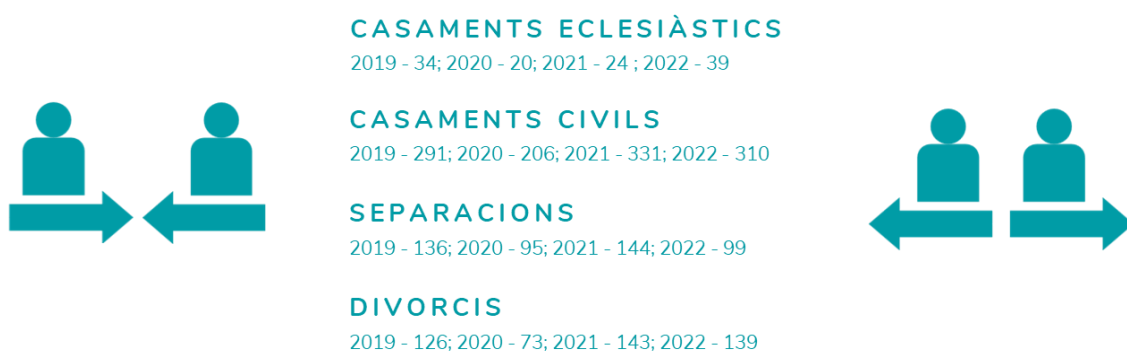 CASAMENTS ECLESIÀSTICS
2019 - 34; 2020 - 20; 2021 - 24 ; 2022 - 39
CASAMENTS CIVILS
2019 - 291; 2020 - 206; 2021 - 331; 2022 - 310
SEPARACIONS
2019 - 136; 2020 - 95; 2021 - 144; 2022 - 99
DIVORCIS
2019 - 126; 2020 - 73; 2021 - 143; 2022 - 139